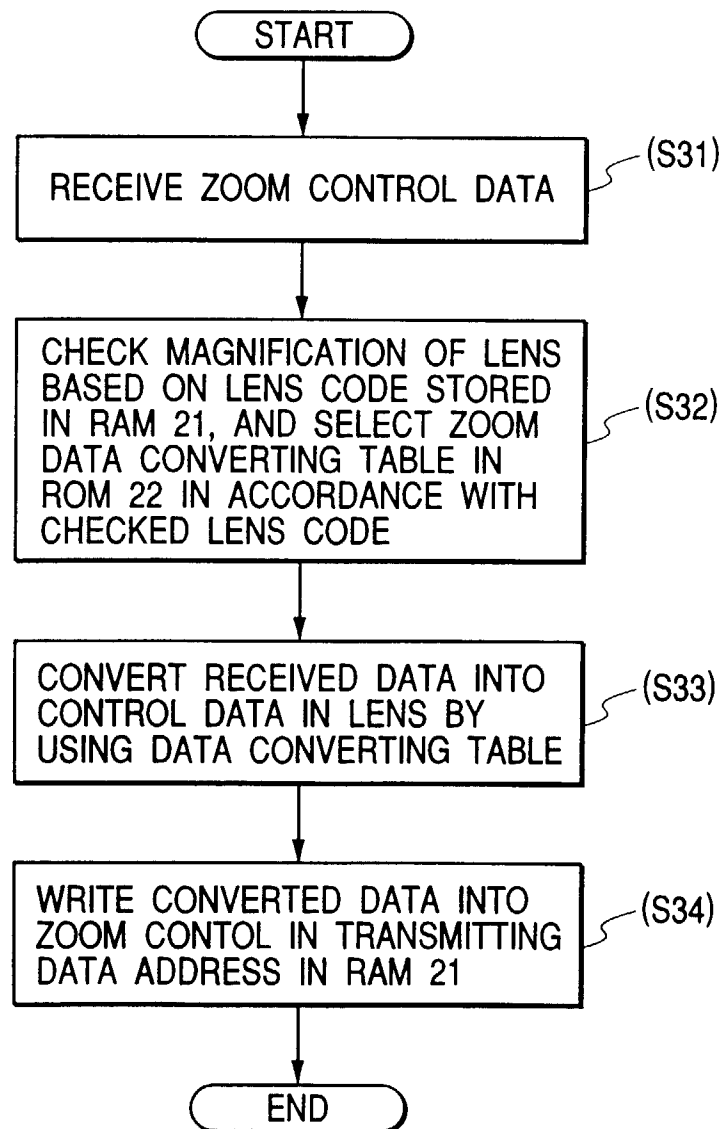 START
RECEIVE ZOOM CONTROL DATA
(S31)
CHECK MAGNIFICATION OF LENS
BASED ON LENS CODE STORED
IN RAM 21, AND SELECT ZOOM
DATA CONVERTING TABLE IN
ROM 22 IN ACCORDANCE WITH
CHECKED LENS CODE
(S32)
CONVERT RECEIVED DATA INTO
CONTROL DATA IN LENS BY
USING DATA CONVERTING TABLE
(S33)
WRITE CONVERTED DATA INTO
ZOOM CONTOL IN TRANSMITTING
DATA ADDRESS IN RAM 21
(S34)
END